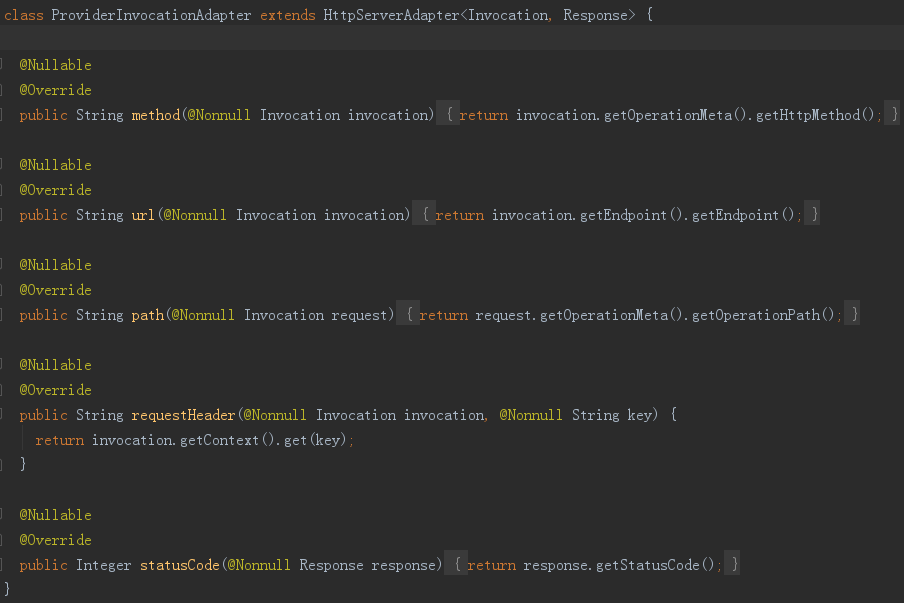 class ProviderInvocationAdapter extends HttpServerAdapter<Invocation, Response> {
@Nullable
@Override
public String method(@Nonnull Invocation invocation) { return invocation.getOperationMeta().getHttpMethod(); }
@Nullable
@Override
public String url(@Nonnull Invocation invocation) { return invocation.getEndpoint().getEndpoint(); }
@Nullable
@Override
public String path(@Nonnull Invocation request) { return request.getOperationMeta().getOperationPath(); }
@Nullable
@Override
public String requestHeader(@Nonnull Invocation invocation, @Nonnull String key) {
return invocation.getContext().get(key);
}
@Nullable
@Override
public Integer statusCode(@Nonnull Response response) { return response.getStatusCode(); }
}